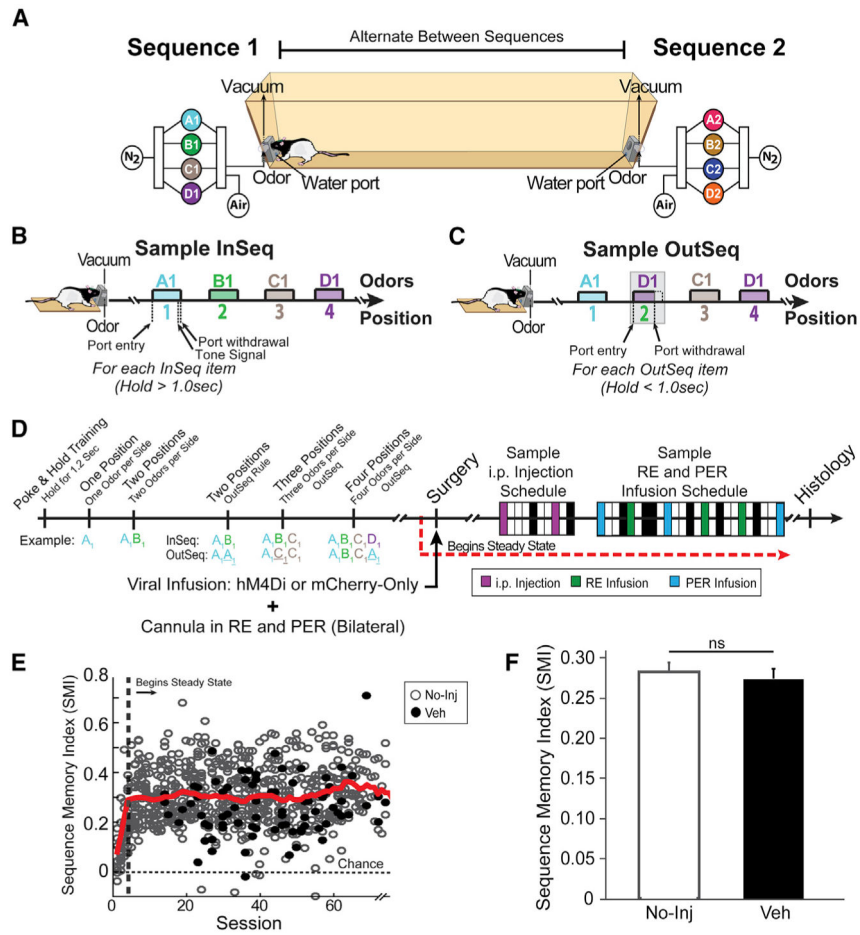 A
Sequence 1
Alternate Between Sequences
Sequence 2
Vacuum
Vacuum
A1
B1
C1
D1
N2
Air
Odor
Water port
Water port
Odor
A2
B2
C2
D2
N2
Air
B
Sample InSeq
Vacuum
Odor
A1 B1 C1 D1 Odors
1 2 3 4 Position
Port entry
Port withdrawal
Tone Signal
For each InSeq item
(Hold > 1.0sec)
C
Sample OutSeq
Vacuum
Odor
A1 D1 C1 D1 Odors
1 2 3 4 Position
Port entry
Port withdrawal
For each OutSeq item
(Hold < 1.0sec)
D
Poke & Hold Training
Hold for 1.2 Sec
One Position
One Odor per Side
Two Positions
Two Odors per Side
Two Positions
OutSeq Rule
Three Positions
Three Odors per Side
OutSeq
Four Positions
Four Odors per Side
OutSeq
Surgery
Sample
i.p. Injection
Schedule
Sample
RE and PER
Infusion Schedule
Histology
Example: A1 A1B1
InSeq: A1B1 A1B1C1 A1B1C1D1
OutSeq: A1A1 A1C1C1 A1B1C1A1
Begins Steady State
Viral Infusion: hM4Di or mCherry-Only
+
Cannula in RE and PER (Bilateral)
i.p. Injection RE Infusion PER Infusion
E
Sequence Memory Index (SMI)
0.8
0.6
0.4
0.2
0
Begins Steady State
No-Inj
Veh
Chance
0 20 40 60
Session
F
Sequence Memory Index (SMI)
0.30
0.25
0.20
0.15
0.10
0.05
0
ns
No-Inj Veh